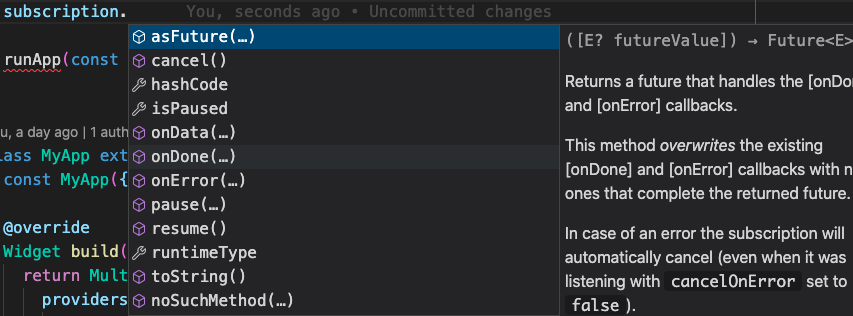 subscription. You, seconds ago • Uncommitted changes
asFuture(…) ([E? futureValue]) → Future<E>
runApp(const cancel()
hashCode Returns a future that handles the [onDon
isPaused and [onError] callbacks.
u, a day ago | 1 auth onData(…)
lass MyApp ext onDone(…) This method overwrites the existing
const MyApp({ onError(…) [onDone] and [onError] callbacks with n
pause(…) ones that complete the returned future.
@override resume()
Widget build( runtimeType In case of an error the subscription will
return Mult toString() automatically cancel (even when it was
providers noSuchMethod(…) listening with cancelOnError set to
false ).